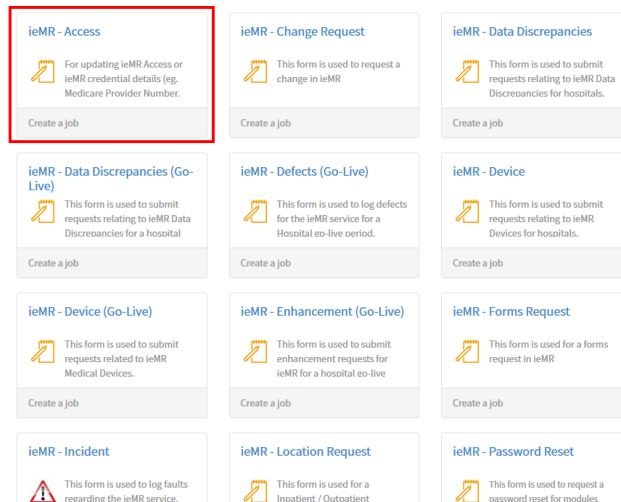 ieMR - Access
For updating ieMR Access or
ieMR credential details (eg.
Medicare Provider Number,
Create a job
ieMR - Change Request
This form is used to request a
change in ieMR
Create a job
ieMR - Data Discrepancies
This form is used to submit
requests relating to ieMR Data
Discrepancies for hospitals.
Create a job
ieMR - Data Discrepancies (Go-
Live)
This form is used to submit
requests relating to ieMR Data
Discrepancies for a hospital
Create a job
ieMR - Defects (Go-Live)
This form is used to log defects
for the ieMR service for a
Hospital go-live period.
Create a job
ieMR - Device
This form is used to submit
requests relating to ieMR
Devices for hospitals.
Create a job
ieMR - Device (Go-Live)
This form is used to submit
requests related to ieMR
Medical Devices.
Create a job
ieMR - Enhancement (Go-Live)
This form is used to submit
enhancement requests for
ieMR for a hospital go-live
Create a job
ieMR - Forms Request
This form is used for a forms
request in ieMR
Create a job
ieMR - Incident
This form is used to log faults
regarding the ieMR service.
ieMR - Location Request
This form is used for a
Inpatient / Outpatient
ieMR - Password Reset
This form is used to request a
password reset for modules